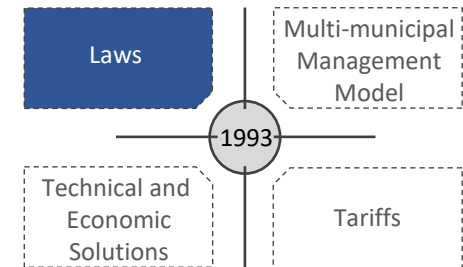 Laws
Multi-municipal
Management
Model
1993
Technical and
Economic
Solutions
Tariffs